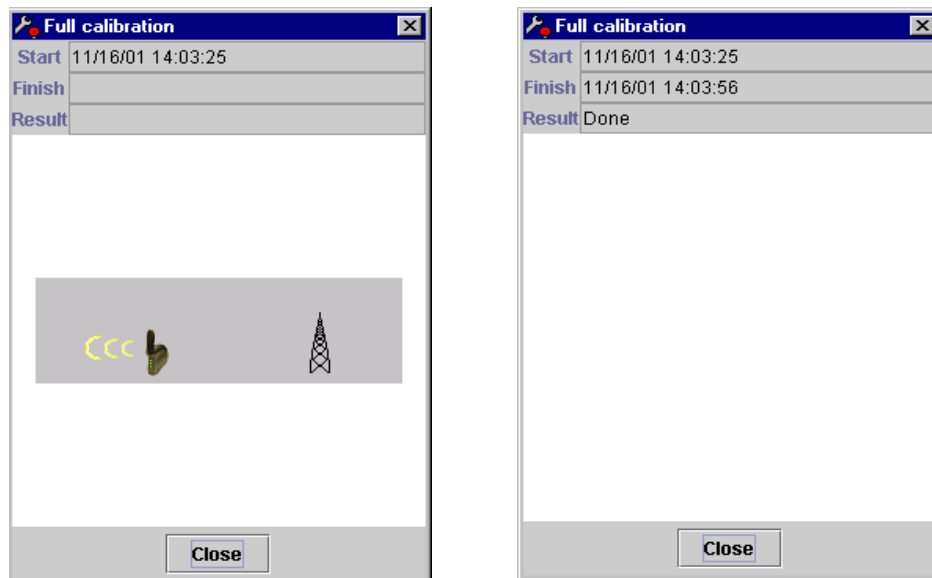 Full calibration
Start 11/16/01 14:03:25
Finish
Result
Close
Full calibration
Start 11/16/01 14:03:25
Finish 11/16/01 14:03:56
Result Done
Close